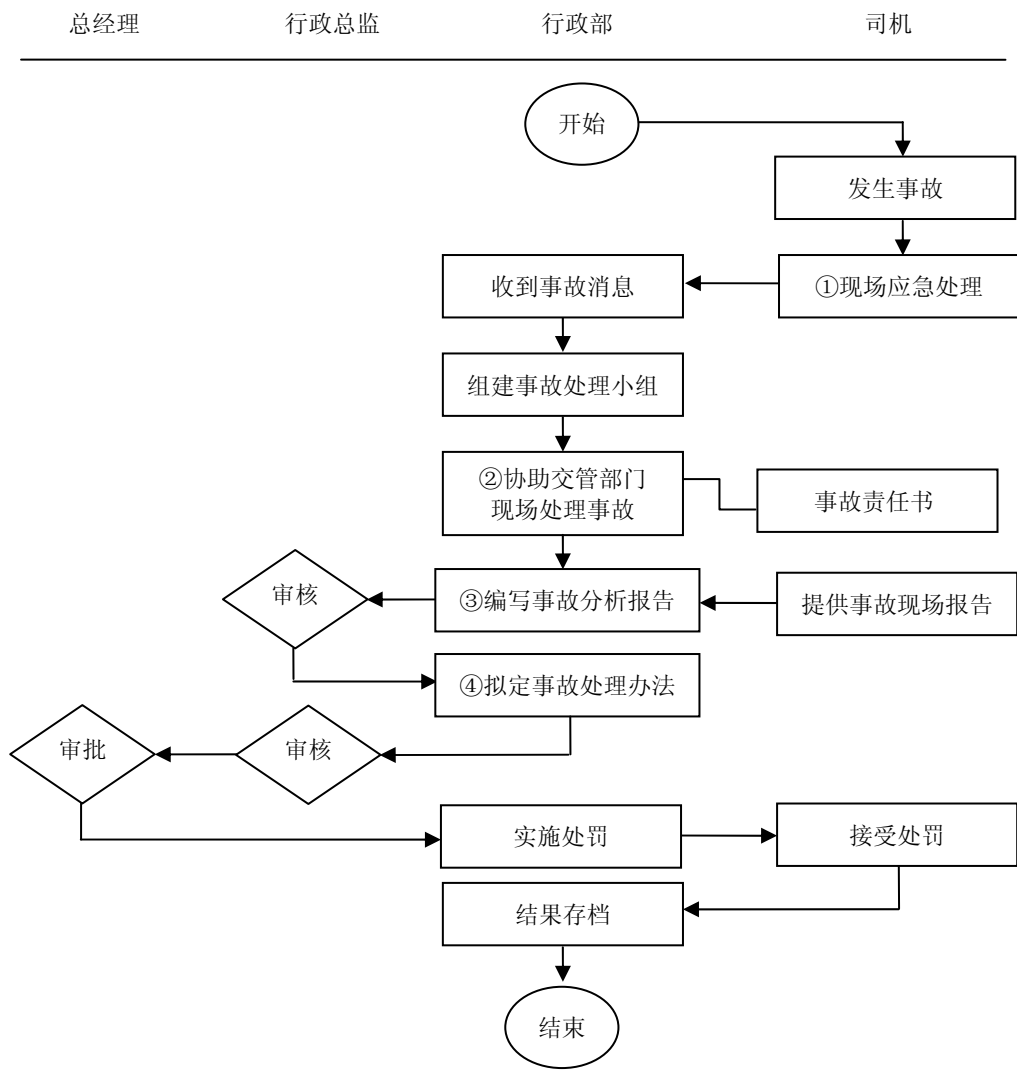 总经理
行政总监
行政部
司机
开始
发生事故
收到事故消息
①现场应急处理
组建事故处理小组
②协助交管部门
现场处理事故
事故责任书
审核
③编写事故分析报告
提供事故现场报告
④拟定事故处理办法
审批
审核
实施处罚
接受处罚
结果存档
结束